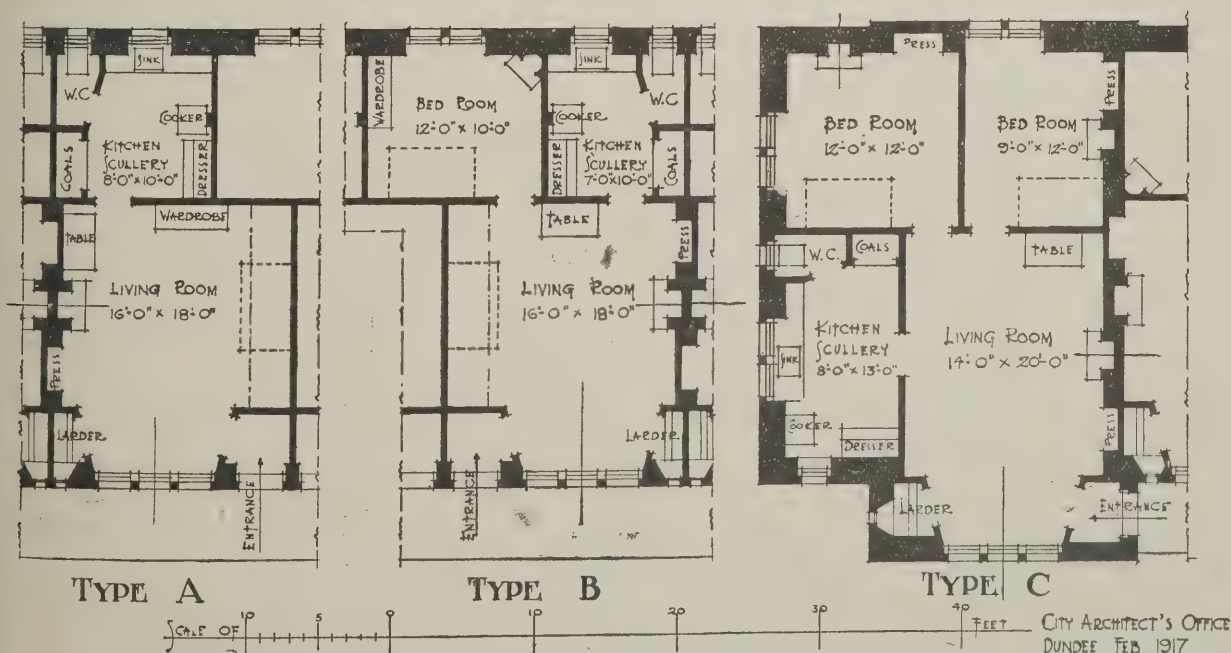 SINK
W.C
COOKER
COALS
KITCHEN
SCULLERY
8'-0"x10'-0"
DRESSER
WARDROBE
TABLE
LIVING ROOM
16'-0" x 18'-0"
PRESS
LARDER
ENTRANCE
TYPE A
WARDROBE
BED ROOM
12'-0" x 10'-0"
SINK
W.C
COOKER
KITCHEN
SCULLERY
7'-0"x10'-0"
DRESSER
COALS
TABLE
PRESS
LIVING ROOM
16'-0" x 18'-0"
LARDER
ENTRANCE
TYPE B
PRESS
PRESS
BED ROOM
12'-0" x 12'-0"
BED ROOM
9'-0" x 12'-0"
W.C.
COALS
TABLE
KITCHEN
SCULLERY
8'-0" x 13'-0"
SINK
LIVING ROOM
14'-0" x 20'-0"
COOKER
DRESSER
PRESS
LARDER
ENTRANCE
TYPE C
SCALE OF
10 5 0 10 20 30 40 FEET
CITY ARCHITECT'S OFFICE
DUNDEE FEB 1917